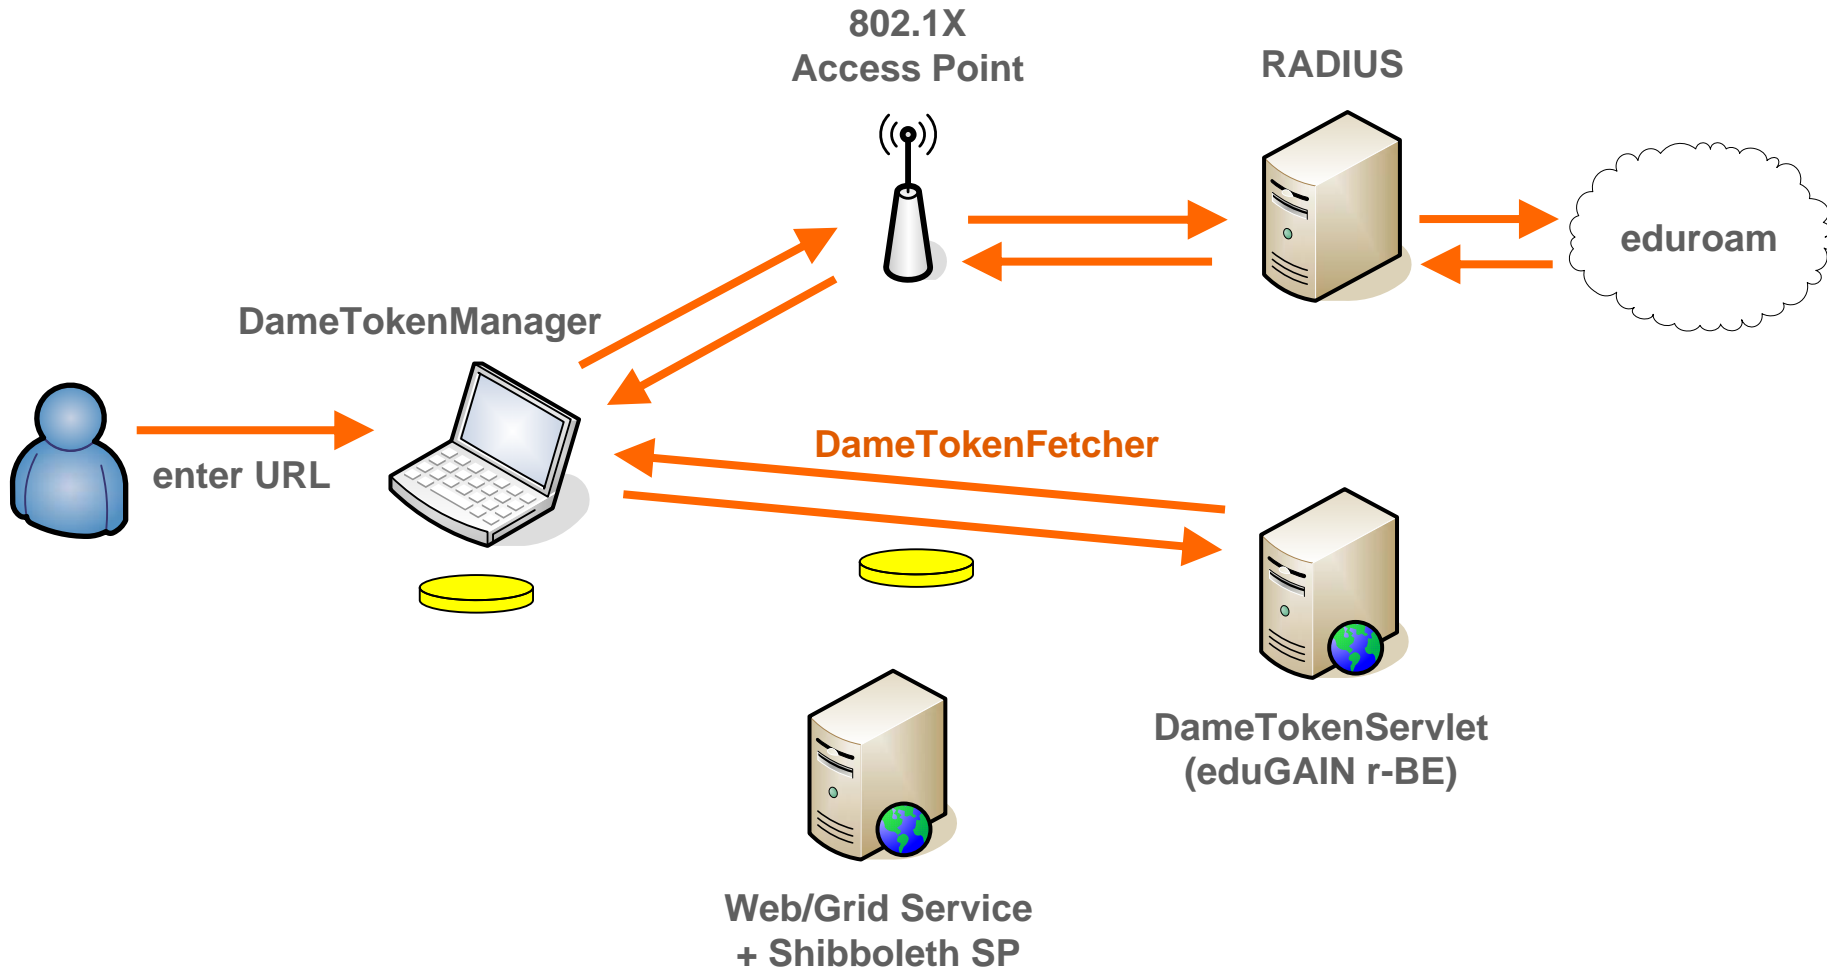 802.1X
Access Point
RADIUS
eduroam
DameTokenManager
enter URL
DameTokenFetcher
DameTokenServlet
(eduGAIN r-BE)
Web/Grid Service
+ Shibboleth SP